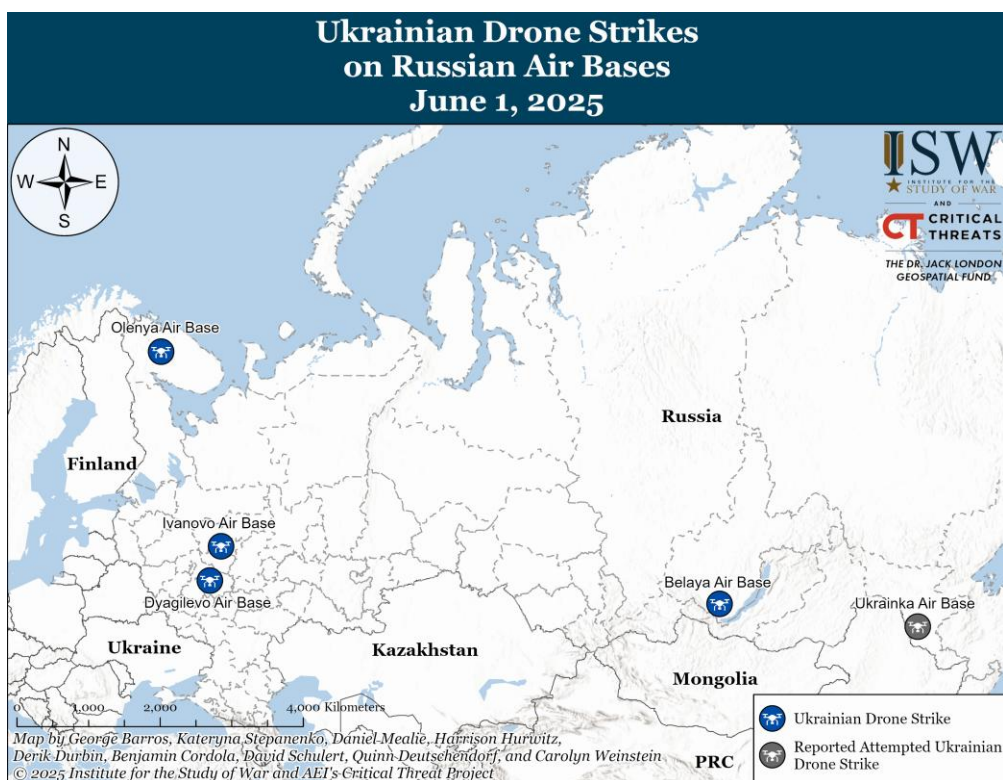 Ukrainian Drone Strikes
on Russian Air Bases
June 1, 2025
N
W E
S
ISW
INSTITUTE FOR THE
STUDY OF WAR
AND
CT CRITICAL
THREATS
THE DR. JACK LONDON
GEOSPATIAL FUND
Olenya Air Base
Russia
Finland
Ivanovo Air Base
Dyagilevo Air Base
Belaya Air Base
Ukrainka Air Base
Ukraine
Kazakhstan
Mongolia
0 1,000 2,000 4,000 Kilometers
Map by George Barros, Kateryna Stepanenko, Daniel Mealie, Harrison Hurwitz,
Derik Durbin, Benjamin Cordola, David Schulert, Quinn Deutschendorf, and Carolyn Weinstein
© 2025 Institute for the Study of War and AEI's Critical Threat Project
PRC
Ukrainian Drone Strike
Reported Attempted Ukrainian
Drone Strike